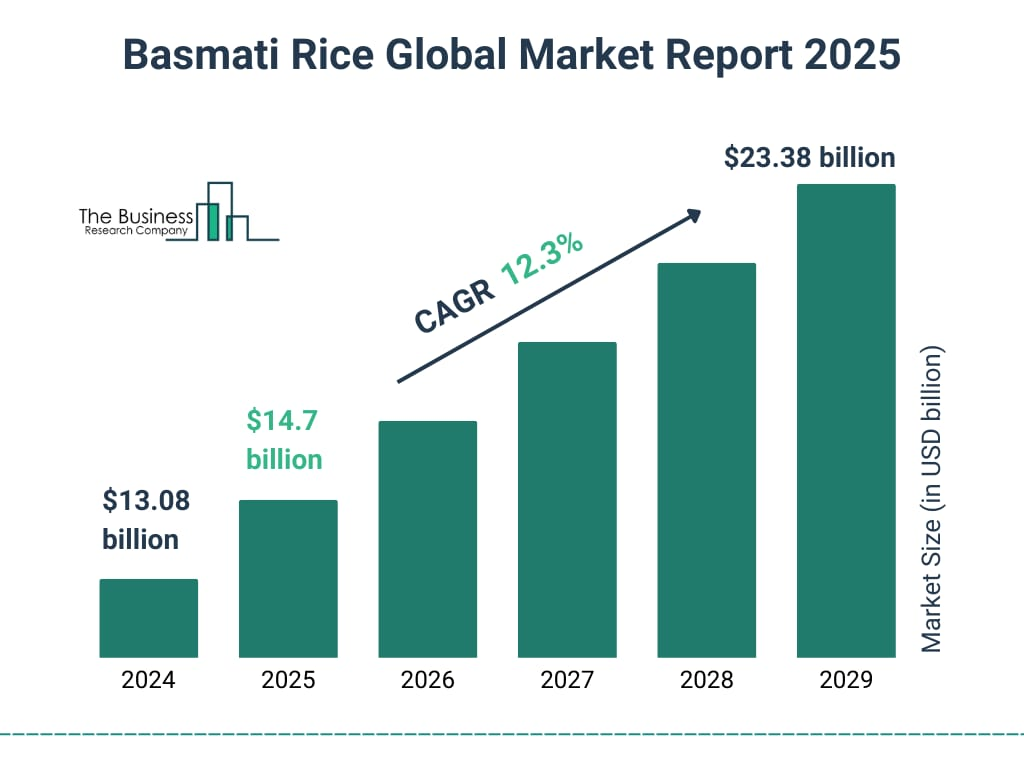 Basmati Rice Global Market Report 2025
The Business
Research Company
$23.38 billion
CAGR 12.3%
$14.7
billion
$13.08
billion
Market Size (in USD billion)
2024 2025 2026 2027 2028 2029